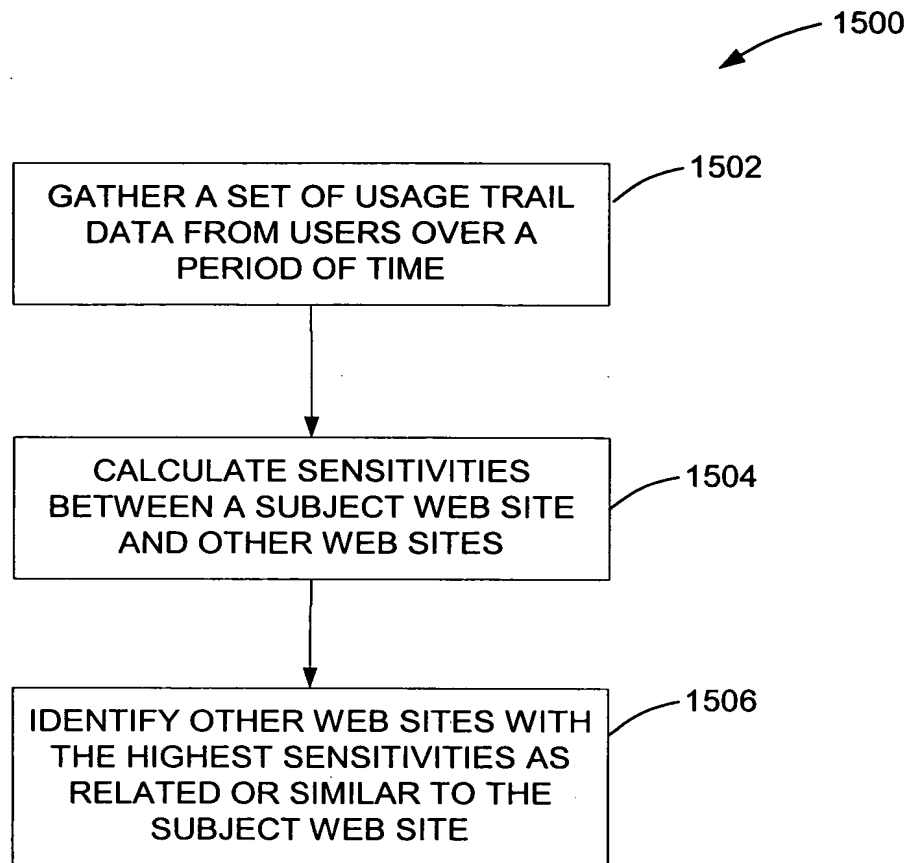 1500
1502
GATHER A SET OF USAGE TRAIL
DATA FROM USERS OVER A
PERIOD OF TIME
1504
CALCULATE SENSITIVITIES
BETWEEN A SUBJECT WEB SITE
AND OTHER WEB SITES
1506
IDENTIFY OTHER WEB SITES WITH
THE HIGHEST SENSITIVITIES AS
RELATED OR SIMILAR TO THE
SUBJECT WEB SITE